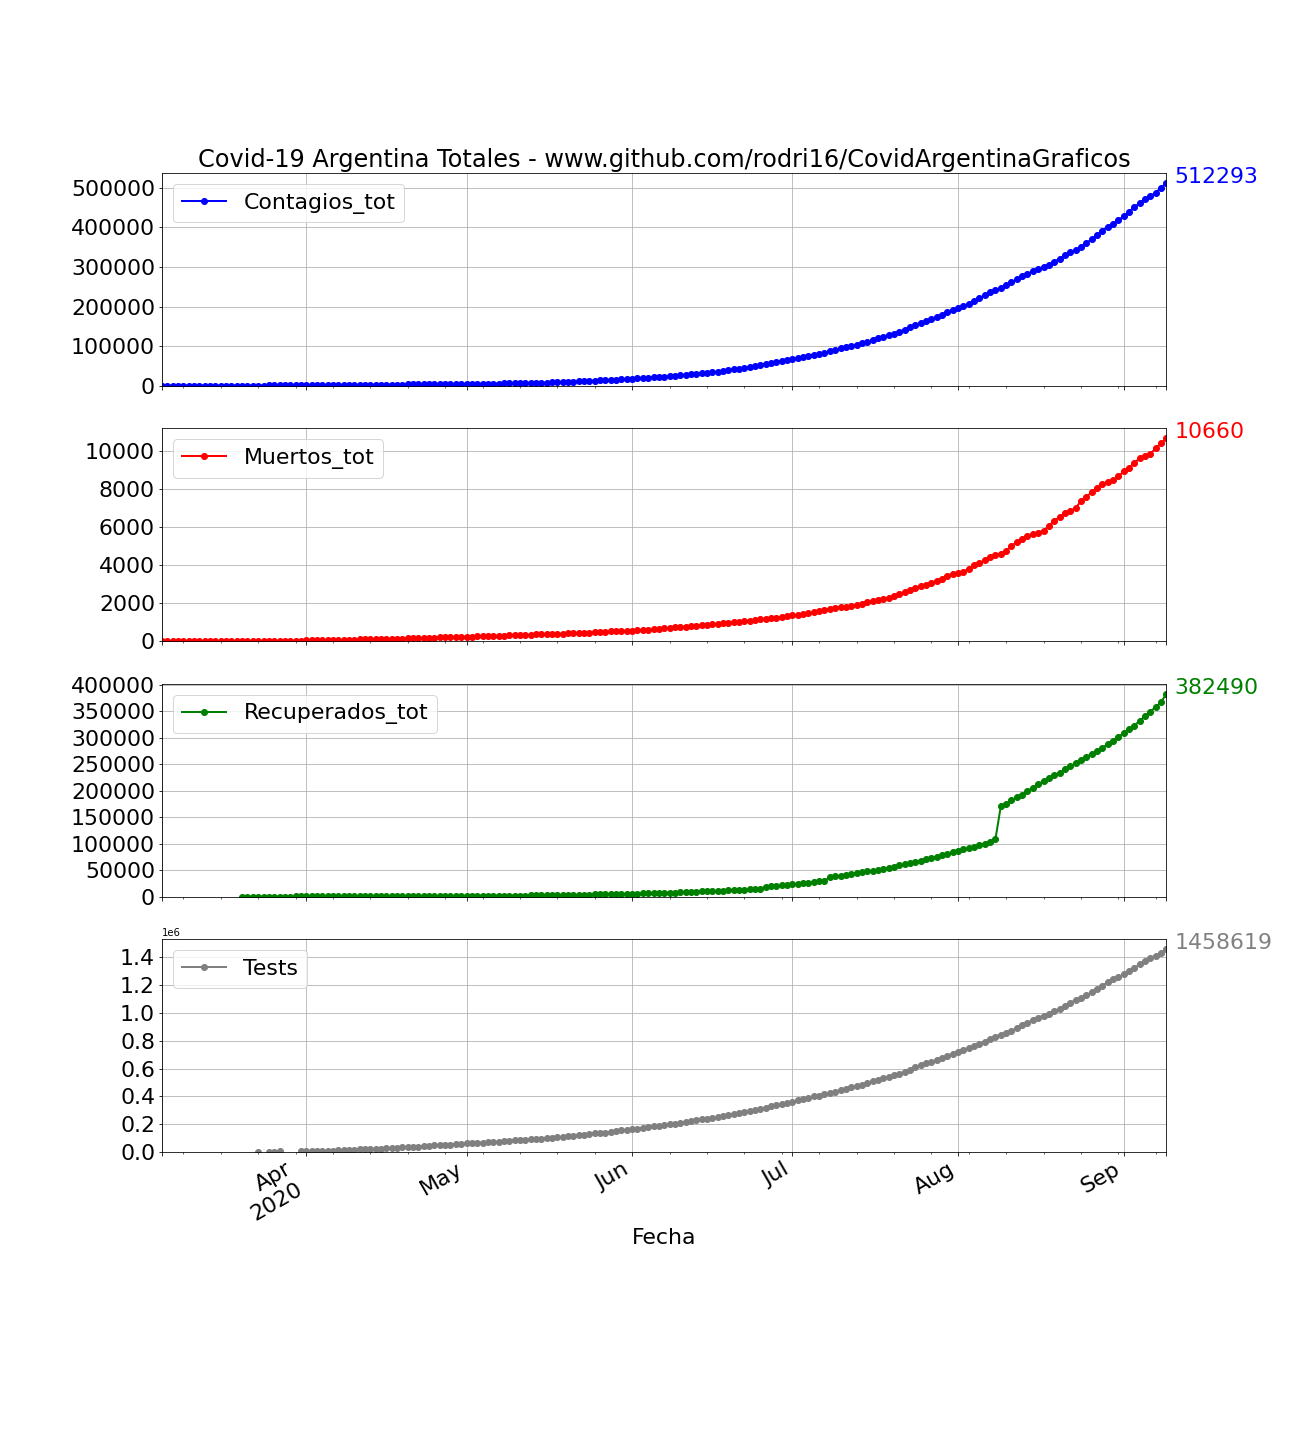 Covid-19 Argentina Totales - www.github.com/rodri16/CovidArgentinaGraficos
512293
Contagios_tot
500000
400000
300000
200000
100000
0
10660
Muertos_tot
10000
8000
6000
4000
2000
0
382490
Recuperados_tot
400000
350000
300000
250000
200000
150000
100000
50000
0
1e6
1458619
Tests
1.4
1.2
1.0
0.8
0.6
0.4
0.2
0.0
Apr
2020
May
Jun
Jul
Aug
Sep
Fecha